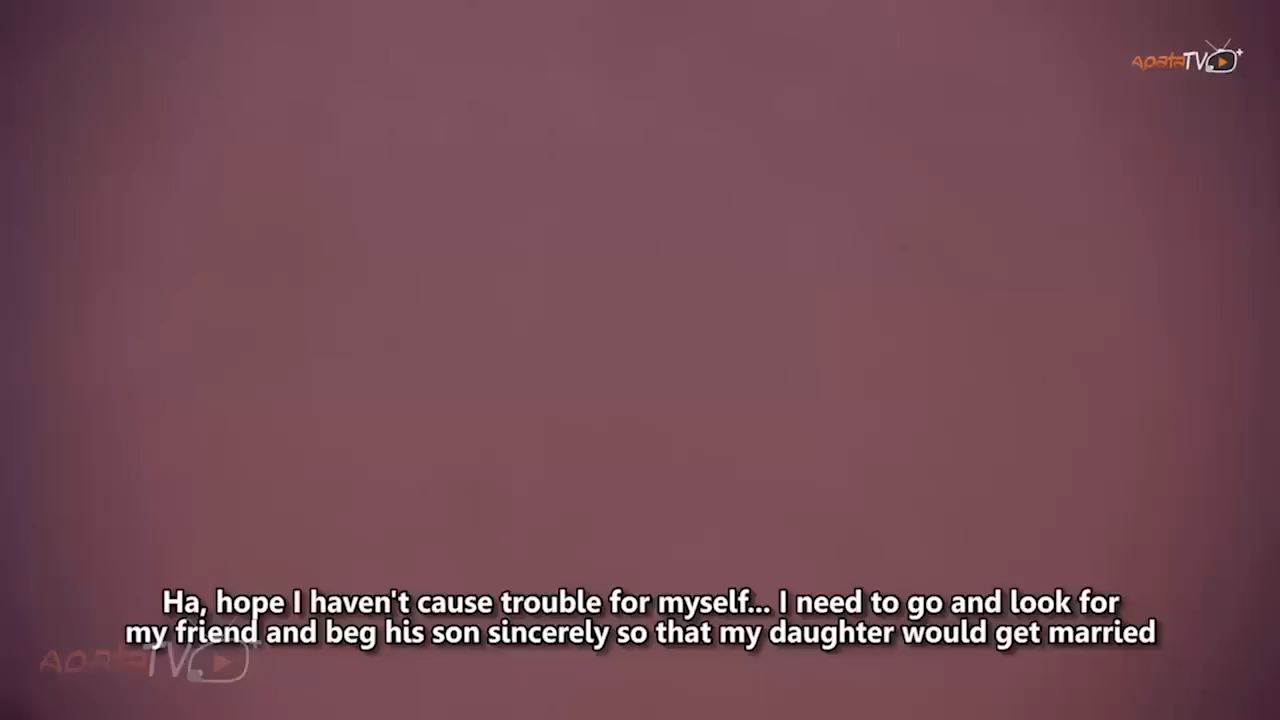 apataTV+
Ha, hope I haven't cause trouble for myself... I need to go and look for
my friend and beg his son sincerely so that my daughter would get married
apataTV+